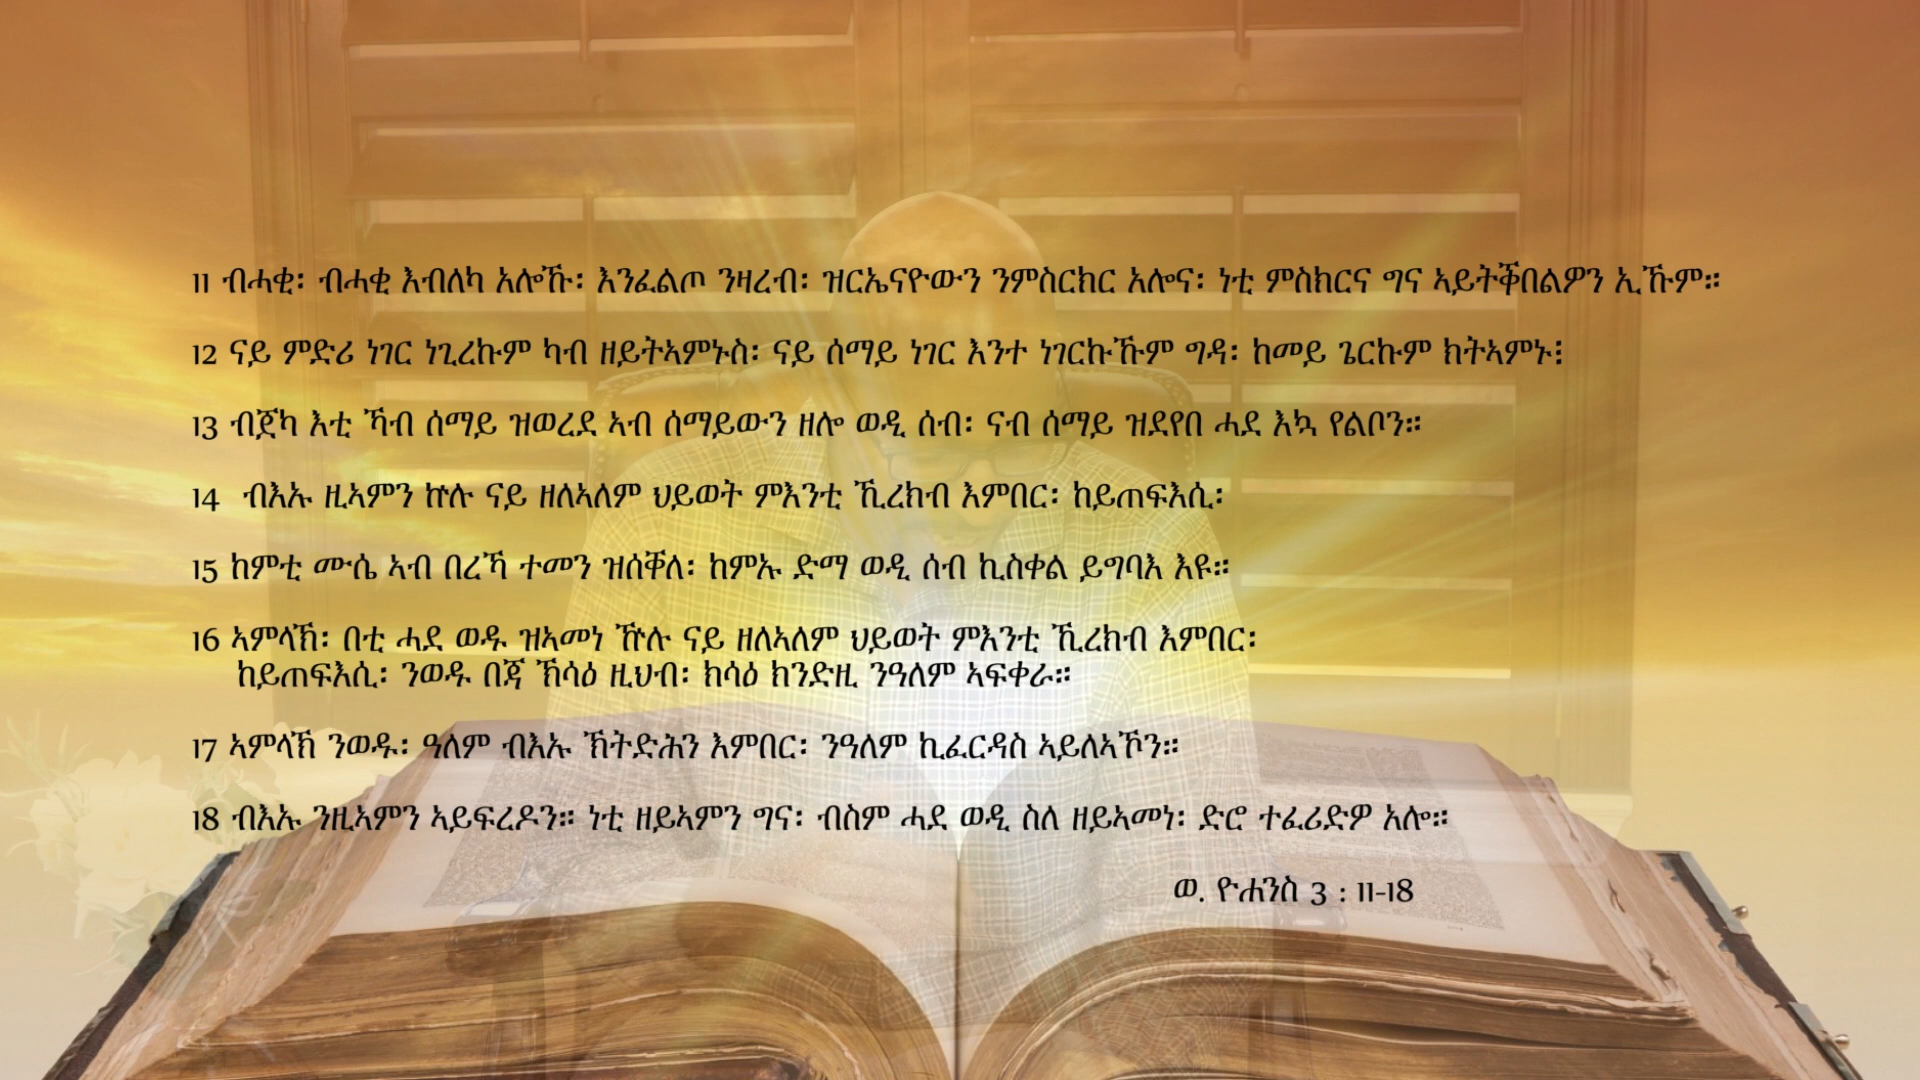 11 ብሓቂ፡ ብሓቂ እብለካ አሎኹ፡ እንፈልጦ ንዛረብ፡ ዝርኤናዮውን ንምስርክር አሎና፡ ነቲ ምስክርና ግና ኣይትቐበልዎን ኢኹም።
12 ናይ ምድሪ ነገር ነጊረኩም ካብ ዘይትኣምኑስ፡ ናይ ሰማይ ነገር እንተ ነገርኩኹም ግዳ፡ ከመይ ጌርኩም ክትኣምኑ፧
13 ብጀካ እቲ ኻብ ሰማይ ዝወረደ ኣብ ሰማይውን ዘሎ ወዲ ሰብ፡ ናብ ሰማይ ዝደየበ ሓደ እኳ የልቦን።
14 ብእኡ ዚኣምን ኵሉ ናይ ዘለኣለም ህይወት ምእንቲ ኺረክብ እምበር፡ ከይጠፍእሲ፡
15 ከምቲ ሙሴ ኣብ በረኻ ተመን ዝሰቐለ፡ ከምኡ ድማ ወዲ ሰብ ኪስቀል ይግባእ እዩ።
16 ኣምላኽ፡ በቲ ሓደ ወዱ ዝኣመነ ዅሉ ናይ ዘለኣለም ህይወት ምእንቲ ኺረክብ እምበር፡
ከይጠፍእሲ፡ ንወዱ በጃ ኽሳዕ ዚህብ፡ ክሳዕ ክንድዚ ንዓለም ኣፍቀራ።
17 ኣምላኽ ንወዱ፡ ዓለም ብእኡ ኽትድሕን እምበር፡ ንዓለም ኪፈርዳስ ኣይለኣኾን።
18 ብእኡ ንዚኣምን ኣይፍረዶን። ነቲ ዘይኣምን ግና፡ ብስም ሓደ ወዲ ስለ ዘይኣመነ፡ ድሮ ተፈሪድዎ አሎ።
ወ. ዮሐንስ 3 : 11-18